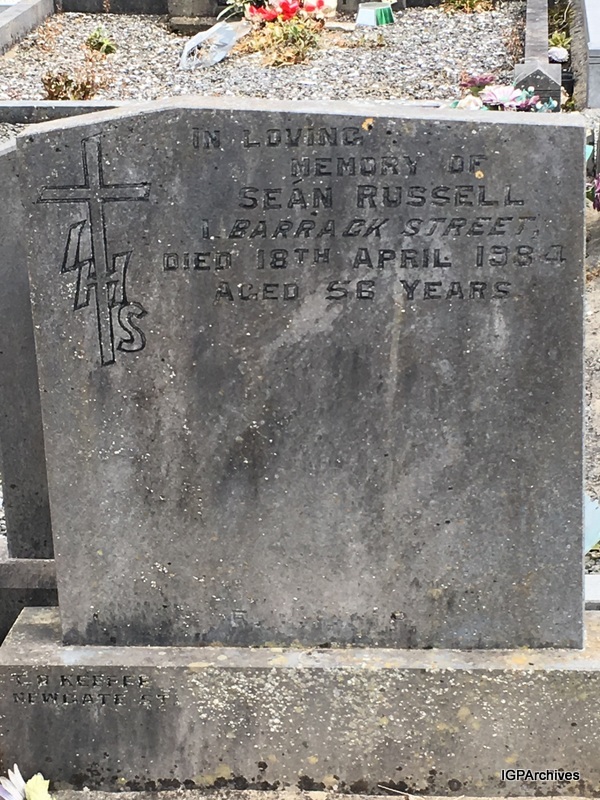 IN LOVING
MEMORY OF
SEÁN RUSSELL
1, BARRACK STREET,
DIED 18TH APRIL 1984
AGED 56 YEARS
IHS
NEWGATE ST
IGPArchives